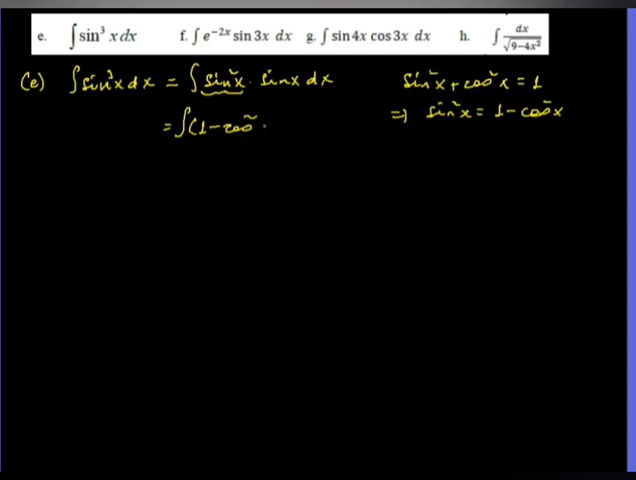 e. ∫ sin³ x dx f. ∫ e⁻²ˣ sin 3x dx g. ∫ sin 4x cos 3x dx h. ∫ dx/√9−4x²
(e) ∫ sin³x dx = ∫ sin²x · sinx dx sin²x + cos²x = 1
= ∫(1 − cos² . ⇒ sin²x = 1 − cos²x